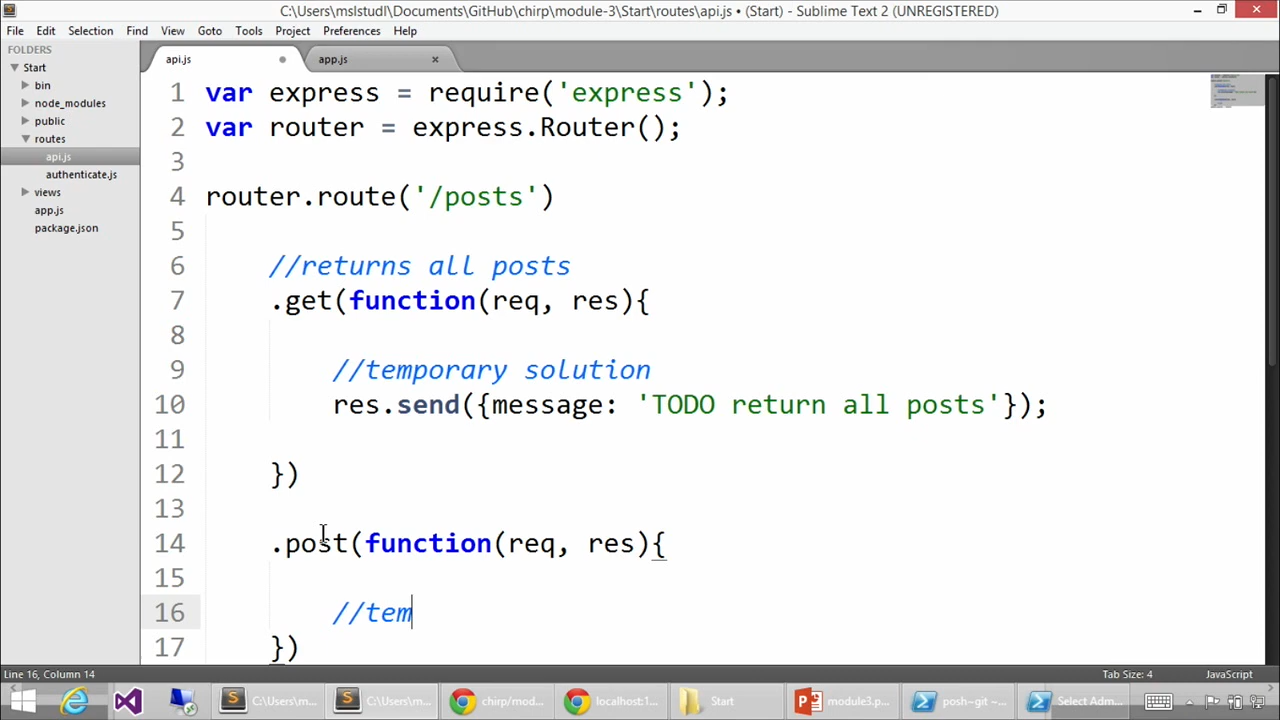 C:\Users\mslstudl\Documents\GitHub\chirp\module-3\Start\routes\api.js • (Start) - Sublime Text 2 (UNREGISTERED)
File Edit Selection Find View Goto Tools Project Preferences Help
FOLDERS
Start
bin
node_modules
public
routes
api.js
authenticate.js
views
app.js
package.json
api.js app.js
1 var express = require('express');
2 var router = express.Router();
3
4 router.route('/posts')
5
6 //returns all posts
7 .get(function(req, res){
8
9 //temporary solution
10 res.send({message: 'TODO return all posts'});
11
12 })
13
14 .post(function(req, res){
15
16 //tem
17 })
Line 16, Column 14 Tab Size: 4 JavaScript
C:\Users\m... C:\Users\m... chirp/mod... localhost:1... Start module3.p... posh~git ~... Select Adm...